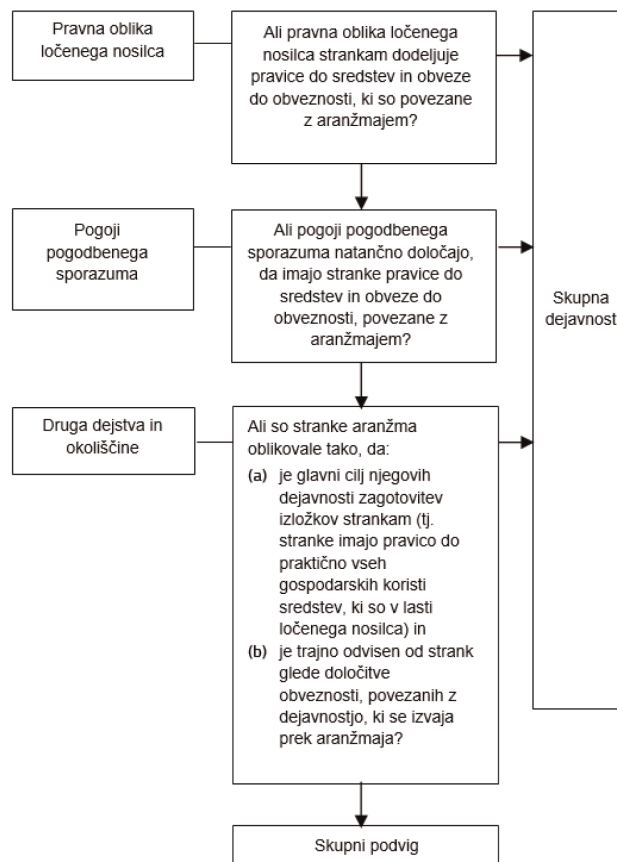 Pravna oblika
ločenega nosilca
Ali pravna oblika ločenega
nosilca strankam dodeljuje
pravice do sredstev in obveze
do obveznosti, ki so povezane
z aranžmajem?
Pogoji
pogodbenega
sporazuma
Ali pogoji pogodbenega
sporazuma natančno določajo,
da imajo stranke pravice do
sredstev in obveze do
obveznosti, povezane z
aranžmajem?
Skupna
dejavnost
Druga dejstva in
okoliščine
Ali so stranke aranžma
oblikovale tako, da:
(a) je glavni cilj njegovih
dejavnosti zagotovitev
izložkov strankam (tj.
stranke imajo pravico do
praktično vseh
gospodarskih koristi
sredstev, ki so v lasti
ločenega nosilca) in
(b) je trajno odvisen od strank
glede določitve
obveznosti, povezanih z
dejavnostjo, ki se izvaja
prek aranžmaja?
Skupni podvig